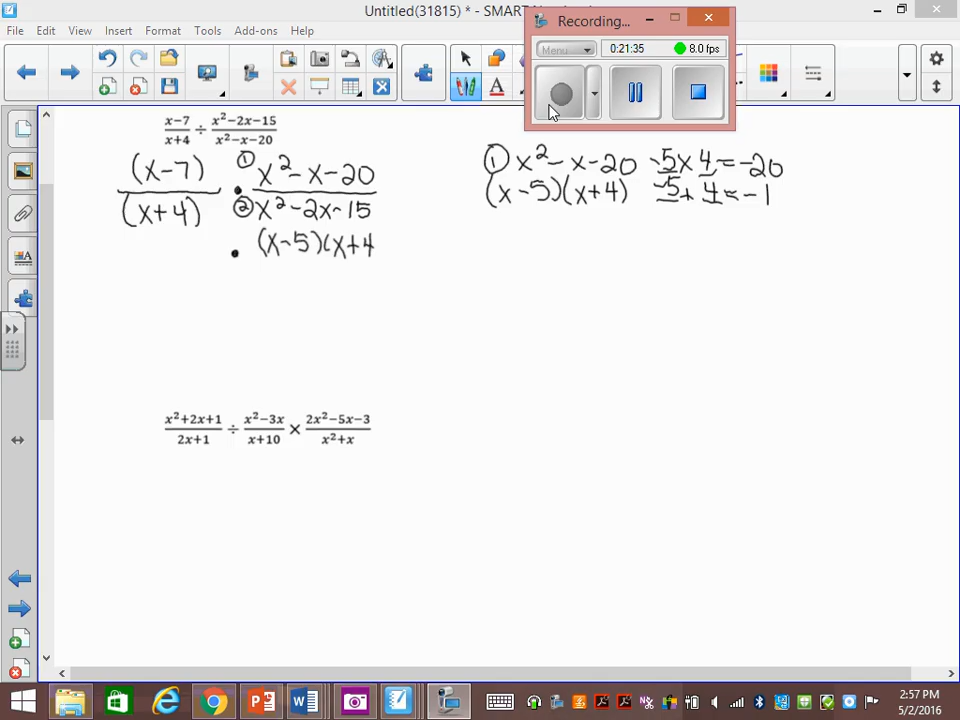 Untitled(31815) * - SMART No
Recording...
File Edit View Insert Format Tools Add-ons Help
Menu 0:21:35 8.0 fps
x−7/x+4 ÷ x²−2x−15/x²−x−20
(x-7)/(x+4) • ① x²-x-20/② x²-2x-15
• (x-5)(x+4
① x²-x-20 -5x4=-20
(x-5)(x+4) -5+4=-1
x²+2x+1/2x+1 ÷ x²−3x/x+10 × 2x²−5x−3/x²+x
2:57 PM
5/2/2016